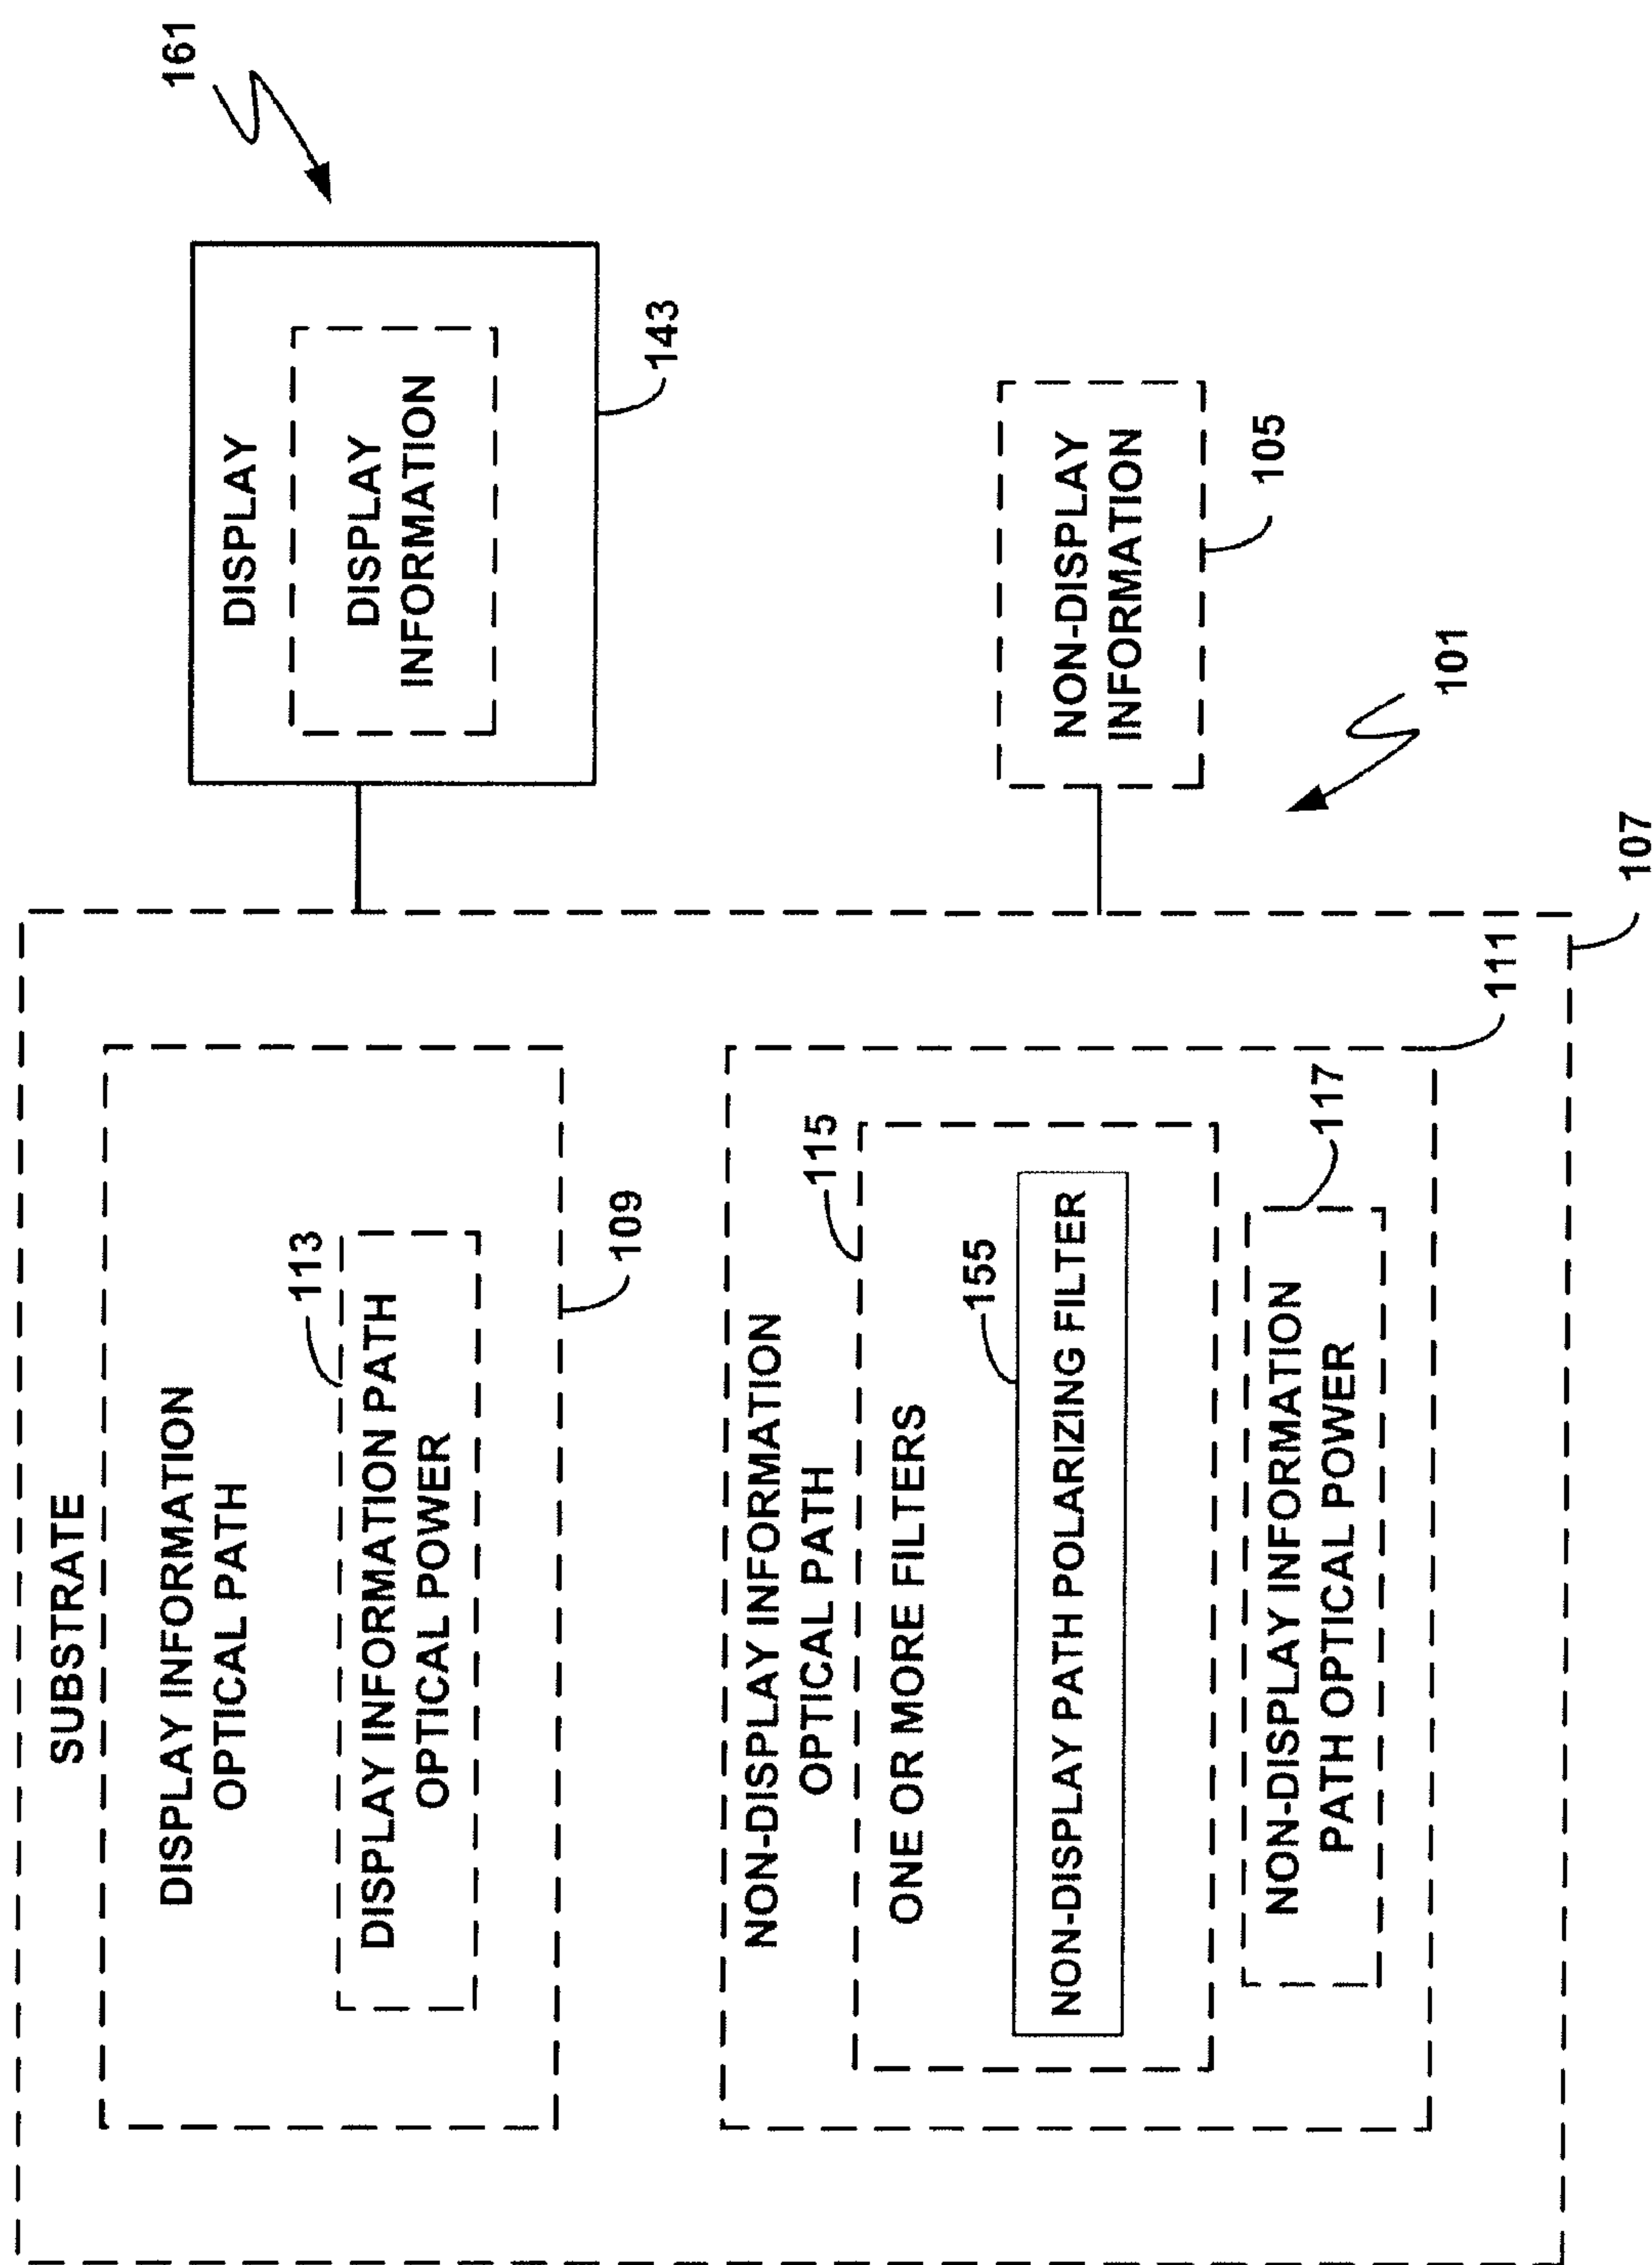 SUBSTRATE
DISPLAY INFORMATION
OPTICAL PATH
113
DISPLAY INFORMATION PATH
OPTICAL POWER
109
NON-DISPLAY INFORMATION
OPTICAL PATH
115
ONE OR MORE FILTERS
155
NON-DISPLAY PATH POLARIZING FILTER
117
NON-DISPLAY INFORMATION
PATH OPTICAL POWER
111
107
161
DISPLAY
DISPLAY
INFORMATION
143
NON-DISPLAY
INFORMATION
105
101